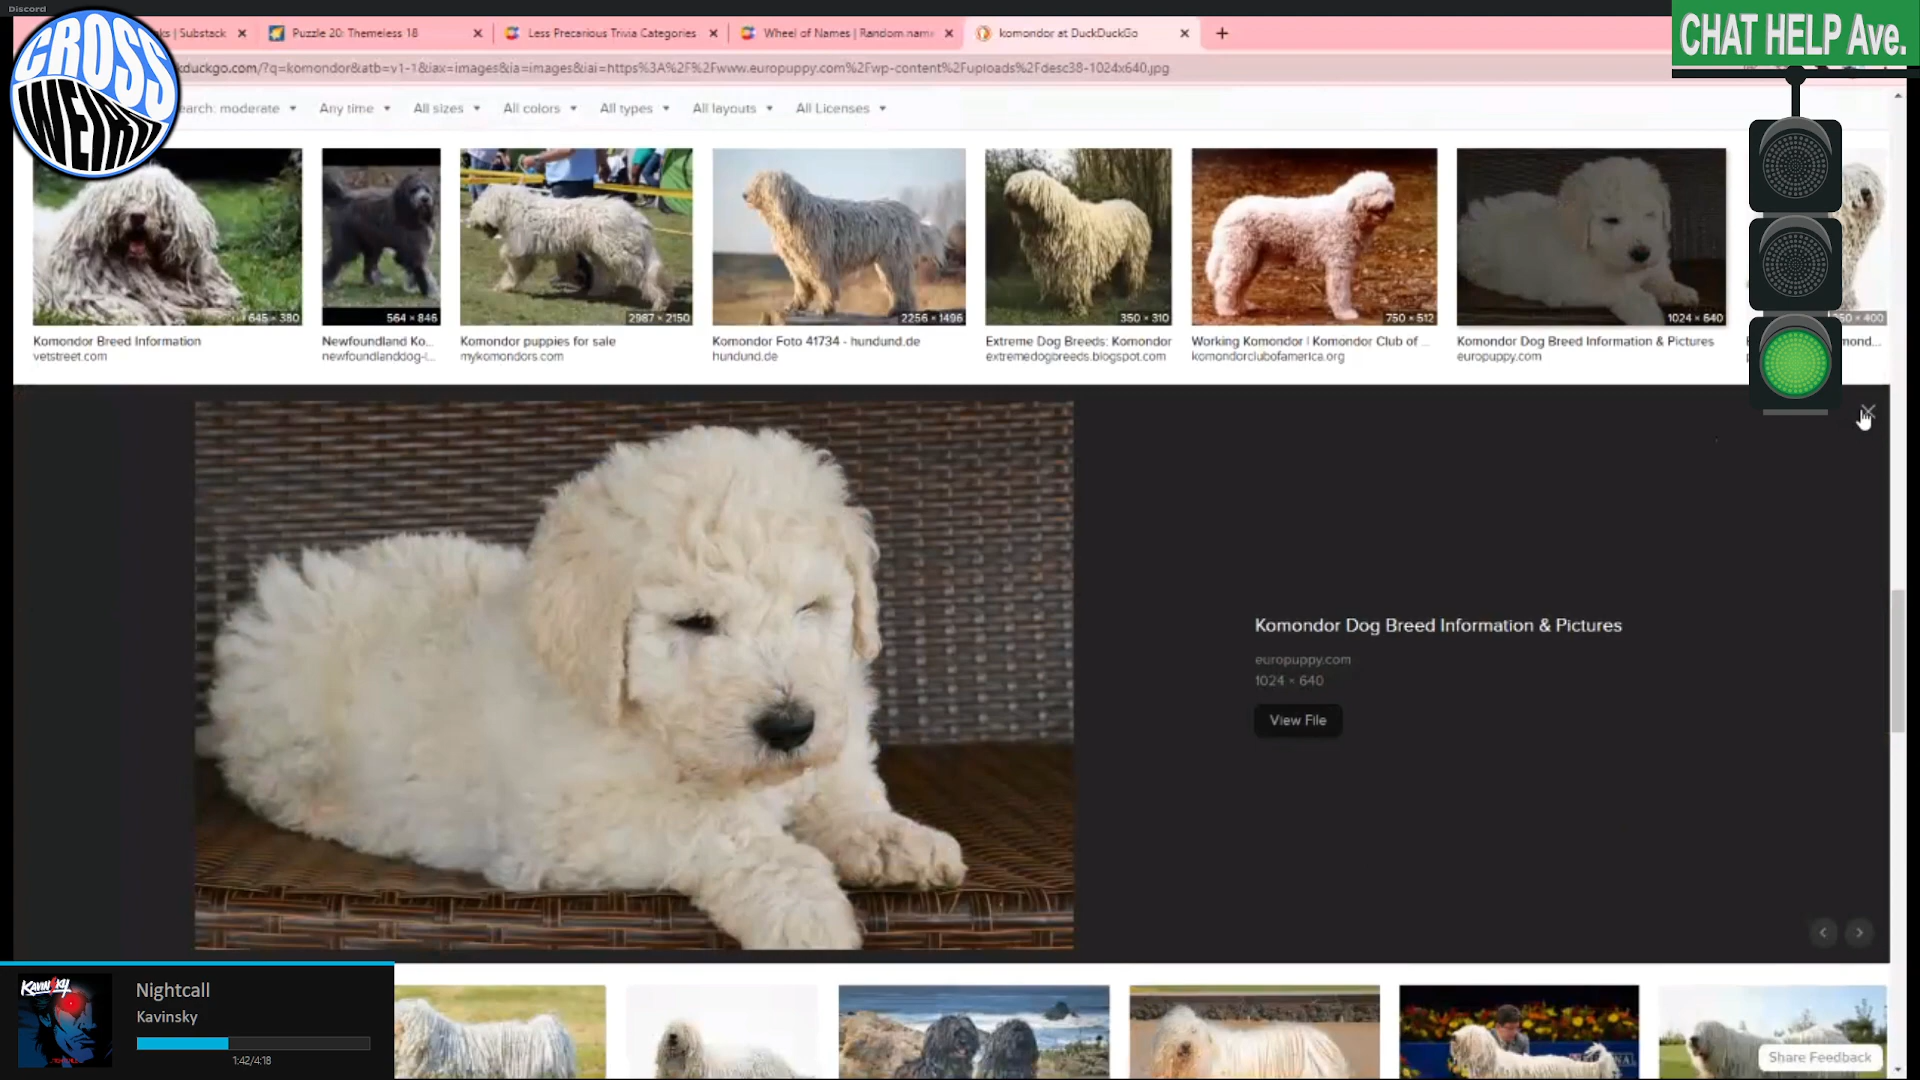 Discord
CROSS
WEIRD
CHAT HELP Ave.
ks | Substack
Puzzle 20: Themeless 18
Less Precarious Trivia Categories
Wheel of Names | Random name
komondor at DuckDuckGo
kduckgo.com/?q=komondor&atb=v1-1&iax=images&ia=images&iai=https%3A%2F%2Fwww.europuppy.com%2Fwp-content%2Fuploads%2Fdesc38-1024x640.jpg
earch: moderate
Any time
All sizes
All colors
All types
All layouts
All Licenses
645 × 380
564 × 846
2987 × 2150
2256 × 1496
350 × 310
750 × 512
1024 × 640
× 400
Komondor Breed Information
vetstreet.com
Newfoundland Ko...
newfoundlanddog-l...
Komondor puppies for sale
mykomondors.com
Komondor Foto 41734 - hundund.de
hundund.de
Extreme Dog Breeds: Komondor
extremedogbreeds.blogspot.com
Working Komondor | Komondor Club of ...
komondorclubofamerica.org
Komondor Dog Breed Information & Pictures
europuppy.com
mond...
Komondor Dog Breed Information & Pictures
europuppy.com
1024 × 640
View File
KAVINSKY
Nightcall
Kavinsky
1:42/4:18
Share Feedback